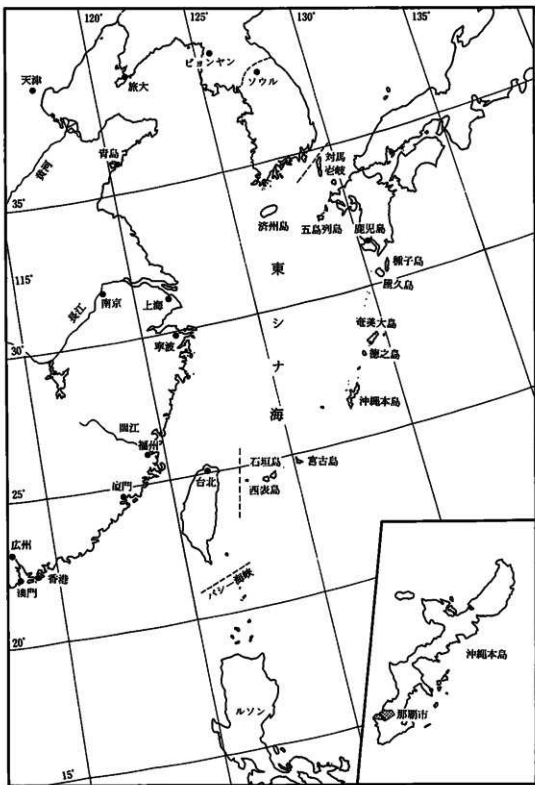 120°
125°
130°
135°
天津
旅大
ピョンヤン
ソウル
黄河
青島
対馬
壱岐
35°
済州島
五島列島
鹿児島
種子島
屋久島
115°
東シナ海
長江
南京
上海
寧波
奄美大島
徳之島
30°
沖縄本島
閩江
福州
石垣島
宮古島
西表島
台北
25°
廈門
広州
香港
澳門
バシー海峡
20°
ルソン
15°
沖縄本島
那覇市